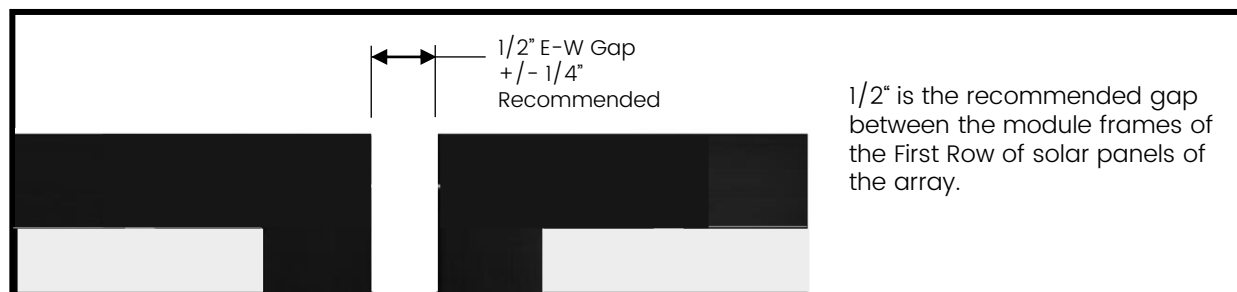 1/2” E-W Gap
+/- 1/4”
Recommended
1/2“ is the recommended gap
between the module frames of
the First Row of solar panels of
the array.